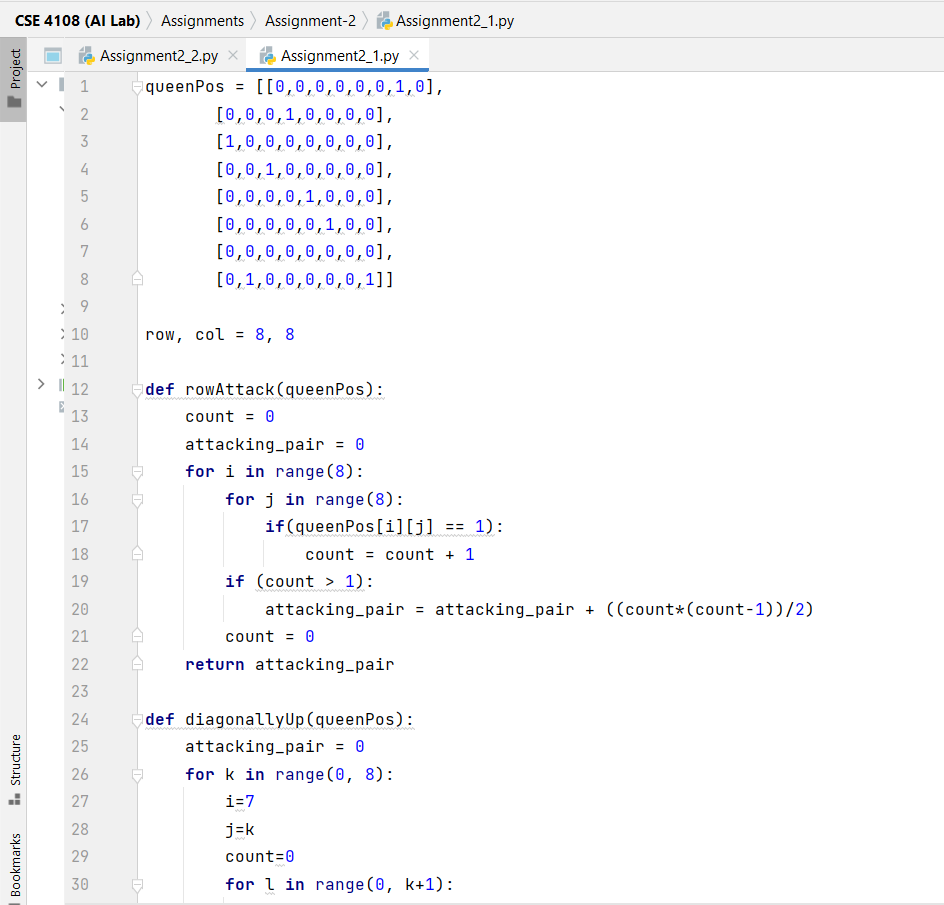 CSE 4108 (AI Lab) Assignments Assignment-2 Assignment2_1.py
Project
Assignment2_2.py Assignment2_1.py
1 queenPos = [[0,0,0,0,0,0,1,0],
2 [0,0,0,1,0,0,0,0],
3 [1,0,0,0,0,0,0,0],
4 [0,0,1,0,0,0,0,0],
5 [0,0,0,0,1,0,0,0],
6 [0,0,0,0,0,1,0,0],
7 [0,0,0,0,0,0,0,0],
8 [0,1,0,0,0,0,0,1]]
9
10 row, col = 8, 8
11
12 def rowAttack(queenPos):
13 count = 0
14 attacking_pair = 0
15 for i in range(8):
16 for j in range(8):
17 if(queenPos[i][j] == 1):
18 count = count + 1
19 if (count > 1):
20 attacking_pair = attacking_pair + ((count*(count-1))/2)
21 count = 0
22 return attacking_pair
23
24 def diagonallyUp(queenPos):
25 attacking_pair = 0
26 for k in range(0, 8):
27 i=7
28 j=k
29 count=0
30 for l in range(0, k+1):
Structure
Bookmarks